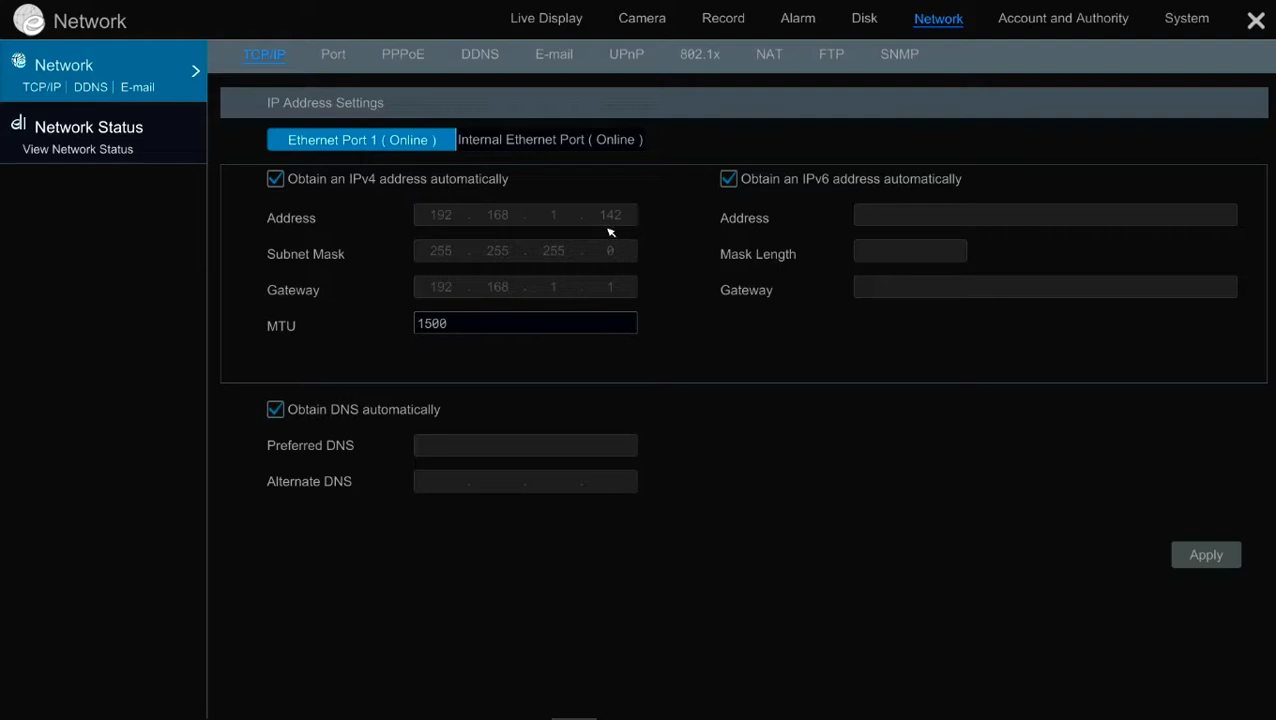 Network
Live Display Camera Record Alarm Disk Network Account and Authority System
Network
TCP/IP | DDNS | E-mail
Network Status
View Network Status
TCP/IP Port PPPoE DDNS E-mail UPnP 802.1x NAT FTP SNMP
IP Address Settings
Ethernet Port 1 ( Online ) Internal Ethernet Port ( Online )
Obtain an IPv4 address automatically
Address 192 . 168 . 1 . 142
Subnet Mask 255 . 255 . 255 . 0
Gateway 192 . 168 . 1 . 1
MTU 1500
Obtain an IPv6 address automatically
Address
Mask Length
Gateway
Obtain DNS automatically
Preferred DNS
Alternate DNS . . .
Apply